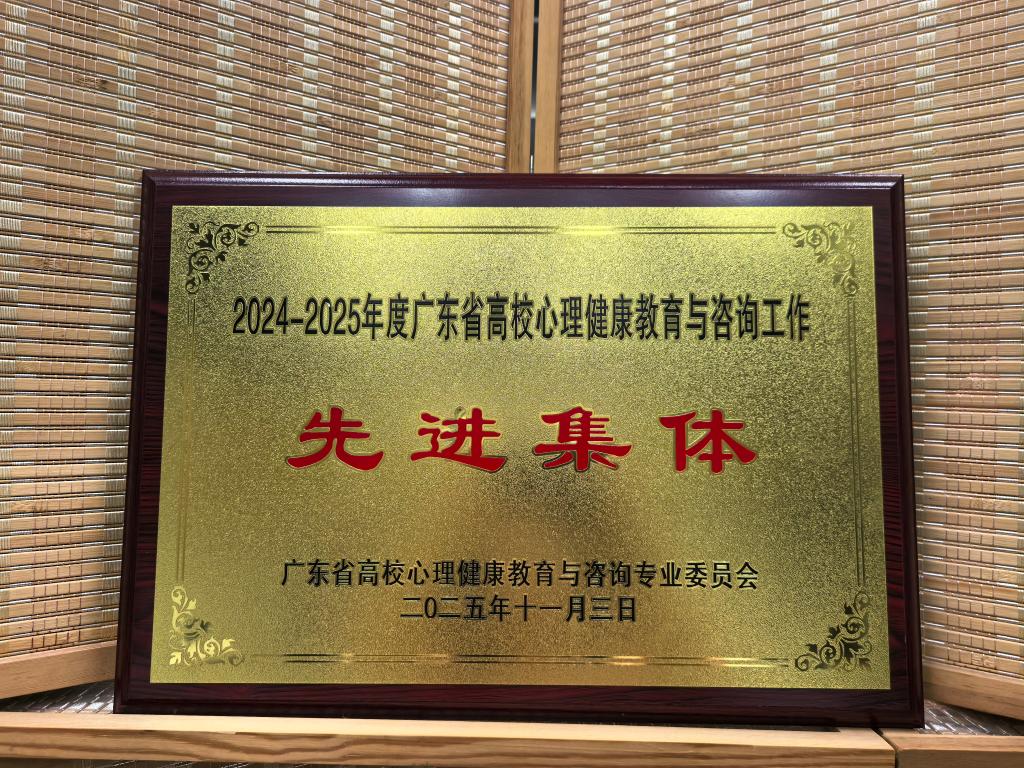 2024-2025年度广东省高校心理健康教育与咨询工作
先进集体
广东省高校心理健康教育与咨询专业委员会
二〇二五年十一月三日